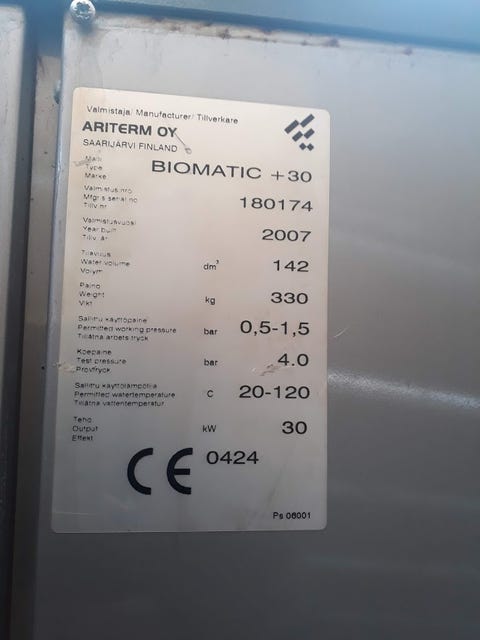 Valmistaja/ Manufacturer/ Tillverkare
ARITERM OY
SAARIJÄRVI FINLAND
Malli
Type
Marke
BIOMATIC +30
Valmistus nro
Mfgr's serial no
Tillv. nr
180174
Valmistusvuosi
Year built
Tillv. år
2007
Tilavuus
Water volume
Volym
dm³ 142
Paino
Weight
Vikt
kg 330
Sallittu käyttöpaine
Permitted working pressure
Tillåtna arbets tryck
bar 0,5-1,5
Koepaine
Test pressure
Provtryck
bar 4.0
Sallittu käyttölämpötila
Permitted watertemperature
Tillåtna vattentemperatur
C 20-120
Teho
Output
Effekt
kW 30
CE 0424
Ps 06001